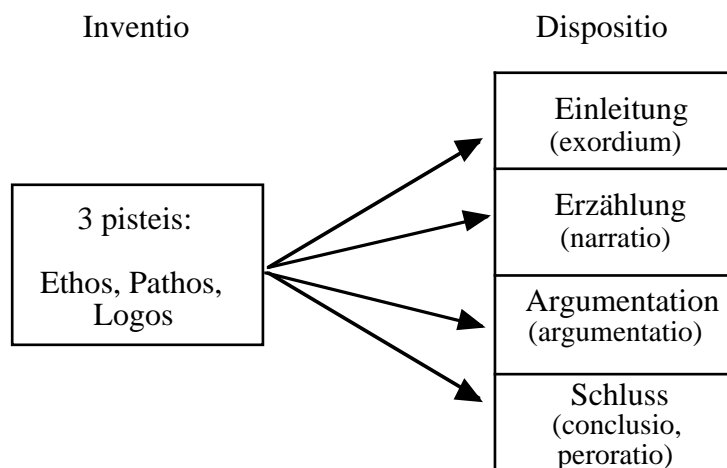 Inventio
Dispositio
3 pisteis:
Ethos, Pathos,
Logos
Einleitung
(exordium)
Erzählung
(narratio)
Argumentation
(argumentatio)
Schluss
(conclusio,
peroratio)